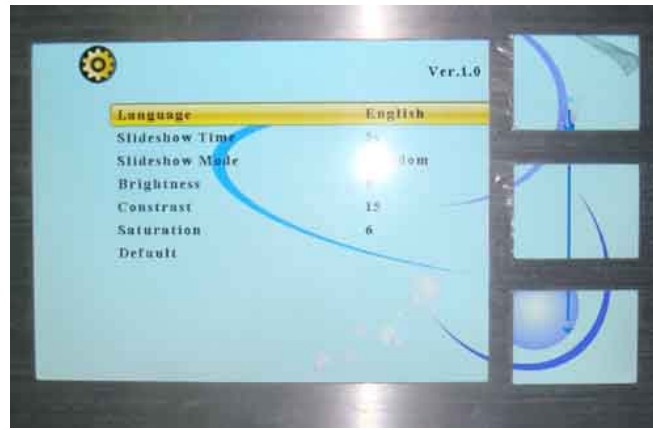 Ver.1.0
Language English
Slideshow Time
Slideshow Mode
Brightness
Constrast 15
Saturation 6
Default